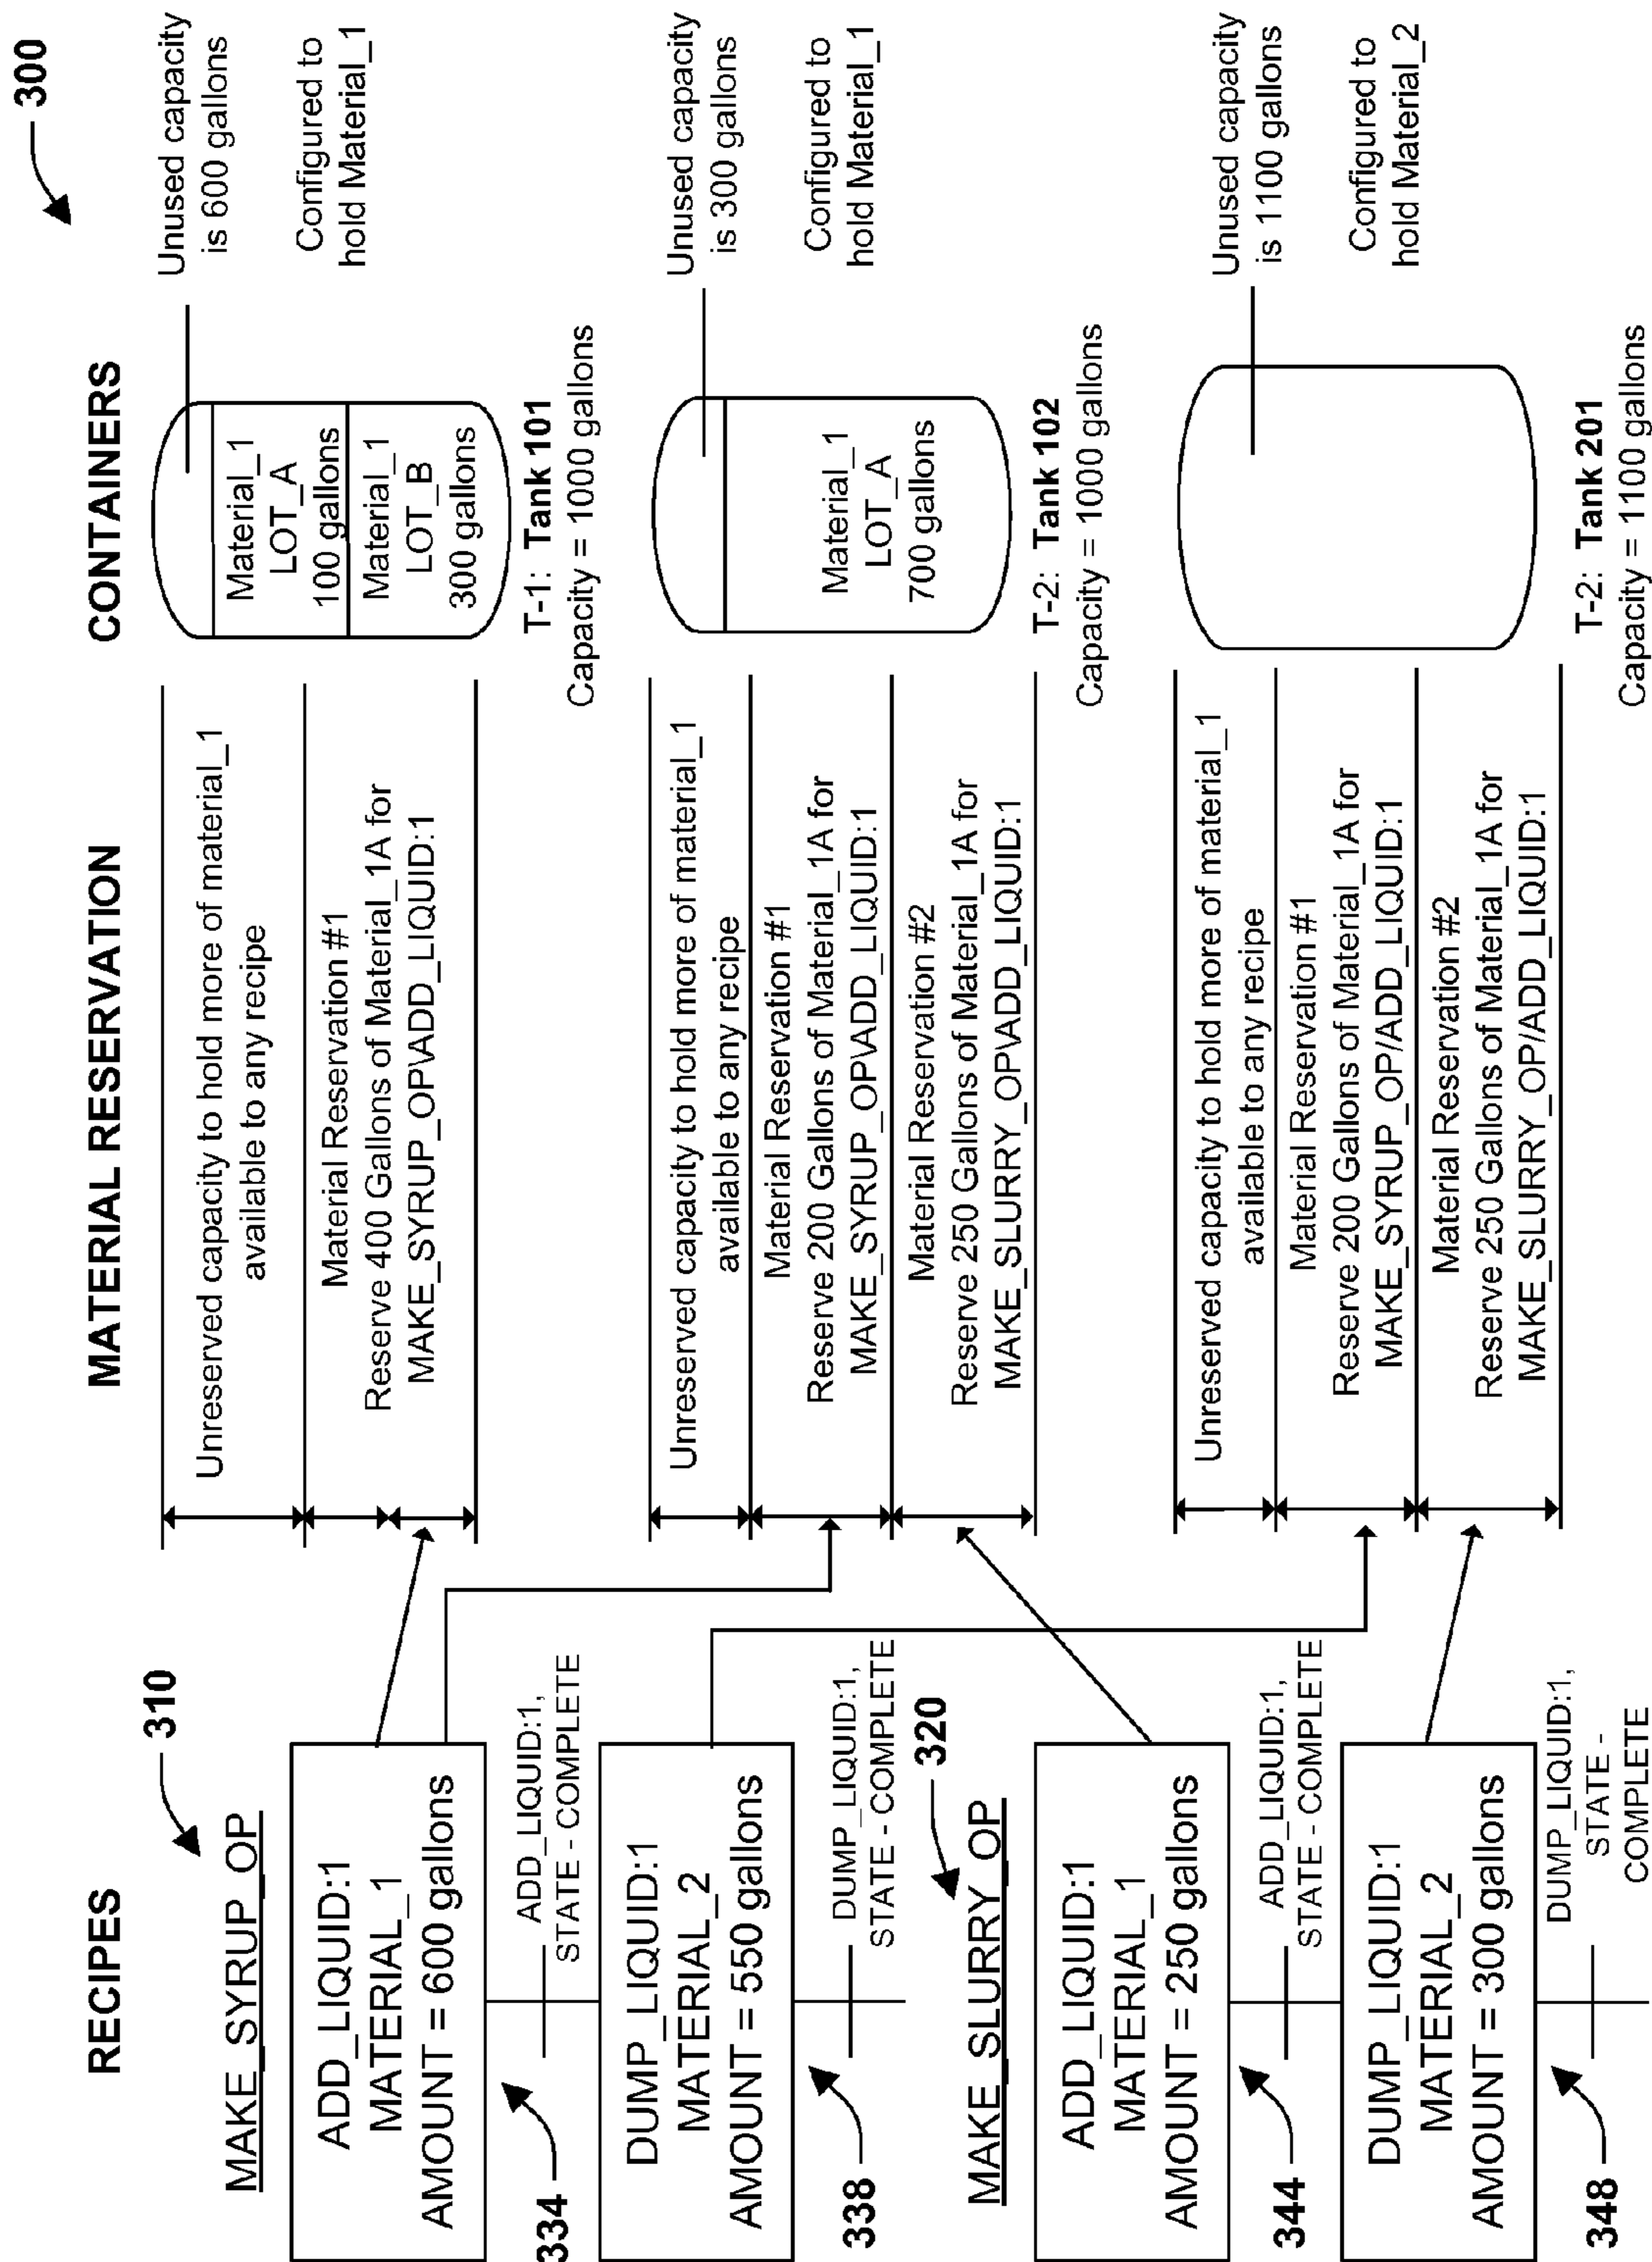 300
RECIPES
MATERIAL RESERVATION
CONTAINERS
310
MAKE_SYRUP_OP
ADD_LIQUID:1
MATERIAL_1
AMOUNT = 600 gallons
334
ADD_LIQUID:1,
STATE - COMPLETE
DUMP_LIQUID:1
MATERIAL_2
AMOUNT = 550 gallons
338
DUMP_LIQUID:1,
STATE - COMPLETE
320
MAKE_SLURRY_OP
ADD_LIQUID:1
MATERIAL_1
AMOUNT = 250 gallons
344
ADD_LIQUID:1,
STATE - COMPLETE
DUMP_LIQUID:1
MATERIAL_2
AMOUNT = 300 gallons
348
DUMP_LIQUID:1,
STATE -
COMPLETE
Unreserved capacity to hold more of material_1
available to any recipe
Material Reservation #1
Reserve 400 Gallons of Material_1A for
MAKE_SYRUP_OP\ADD_LIQUID:1
Unreserved capacity to hold more of material_1
available to any recipe
Material Reservation #1
Reserve 200 Gallons of Material_1A for
MAKE_SYRUP_OP\ADD_LIQUID:1
Material Reservation #2
Reserve 250 Gallons of Material_1A for
MAKE_SLURRY_OP\ADD_LIQUID:1
Unreserved capacity to hold more of material_1
available to any recipe
Material Reservation #1
Reserve 200 Gallons of Material_1A for
MAKE_SYRUP_OP/ADD_LIQUID:1
Material Reservation #2
Reserve 250 Gallons of Material_1A for
MAKE_SLURRY_OP/ADD_LIQUID:1
Material_1
LOT_A
100 gallons
Material_1
LOT_B
300 gallons
T-1: Tank 101
Capacity = 1000 gallons
Unused capacity
is 600 gallons
Configured to
hold Material_1
Material_1
LOT_A
700 gallons
T-2: Tank 102
Capacity = 1000 gallons
Unused capacity
is 300 gallons
Configured to
hold Material_1
T-2: Tank 201
Capacity = 1100 gallons
Unused capacity
is 1100 gallons
Configured to
hold Material_2